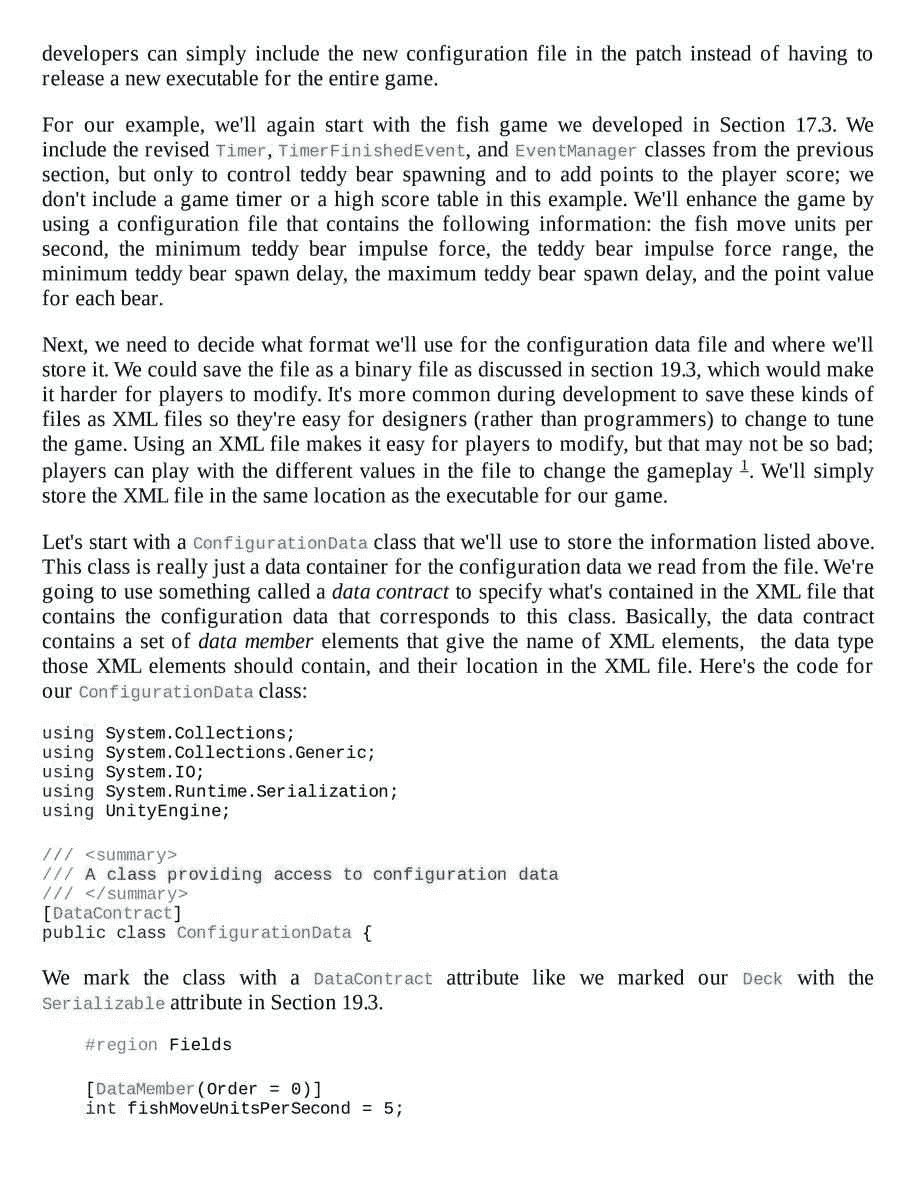 developers can simply include the new configuration file in the patch instead of having to
release a new executable for the entire game.
For our example, we'll again start with the fish game we developed in Section 17.3. We
include the revised Timer, TimerFinishedEvent, and EventManager classes from the previous
section, but only to control teddy bear spawning and to add points to the player score; we
don't include a game timer or a high score table in this example. We'll enhance the game by
using a configuration file that contains the following information: the fish move units per
second, the minimum teddy bear impulse force, the teddy bear impulse force range, the
minimum teddy bear spawn delay, the maximum teddy bear spawn delay, and the point value
for each bear.
Next, we need to decide what format we'll use for the configuration data file and where we'll
store it. We could save the file as a binary file as discussed in section 19.3, which would make
it harder for players to modify. It's more common during development to save these kinds of
files as XML files so they're easy for designers (rather than programmers) to change to tune
the game. Using an XML file makes it easy for players to modify, but that may not be so bad;
players can play with the different values in the file to change the gameplay 1. We'll simply
store the XML file in the same location as the executable for our game.
Let's start with a ConfigurationData class that we'll use to store the information listed above.
This class is really just a data container for the configuration data we read from the file. We're
going to use something called a data contract to specify what's contained in the XML file that
contains the configuration data that corresponds to this class. Basically, the data contract
contains a set of data member elements that give the name of XML elements,  the data type
those XML elements should contain, and their location in the XML file. Here's the code for
our ConfigurationData class:
using System.Collections;
using System.Collections.Generic;
using System.IO;
using System.Runtime.Serialization;
using UnityEngine;
/// <summary>
/// A class providing access to configuration data
/// </summary>
[DataContract]
public class ConfigurationData {
We mark the class with a DataContract attribute like we marked our Deck with the
Serializable attribute in Section 19.3.
#region Fields
[DataMember(Order = 0)]
int fishMoveUnitsPerSecond = 5;